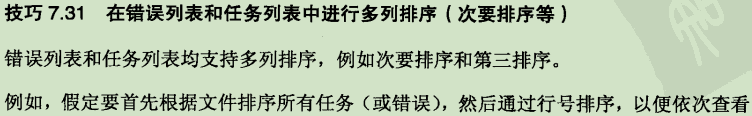 技巧 7.31 在错误列表和任务列表中进行多列排序（次要排序等）
错误列表和任务列表均支持多列排序，例如次要排序和第三排序。
例如，假定要首先根据文件排序所有任务（或错误），然后通过行号排序，以便依次查看